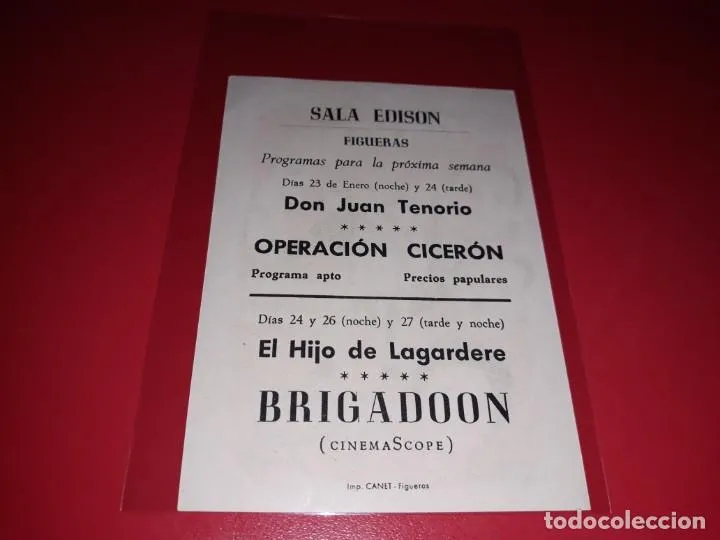 SALA EDISON
FIGUERAS
Programas para la próxima semana
Días 23 de Enero (noche) y 24 (tarde)
Don Juan Tenorio
* * * * *
OPERACIÓN CICERÓN
Programa apto Precios papulares
Días 24 y 26 (noche) y 27 (tarde y noche)
El Hijo de Lagardere
* * * * *
BRIGADOON
(CINEMASCOPE)
Imp. CANET - Figueras
todocoleccion